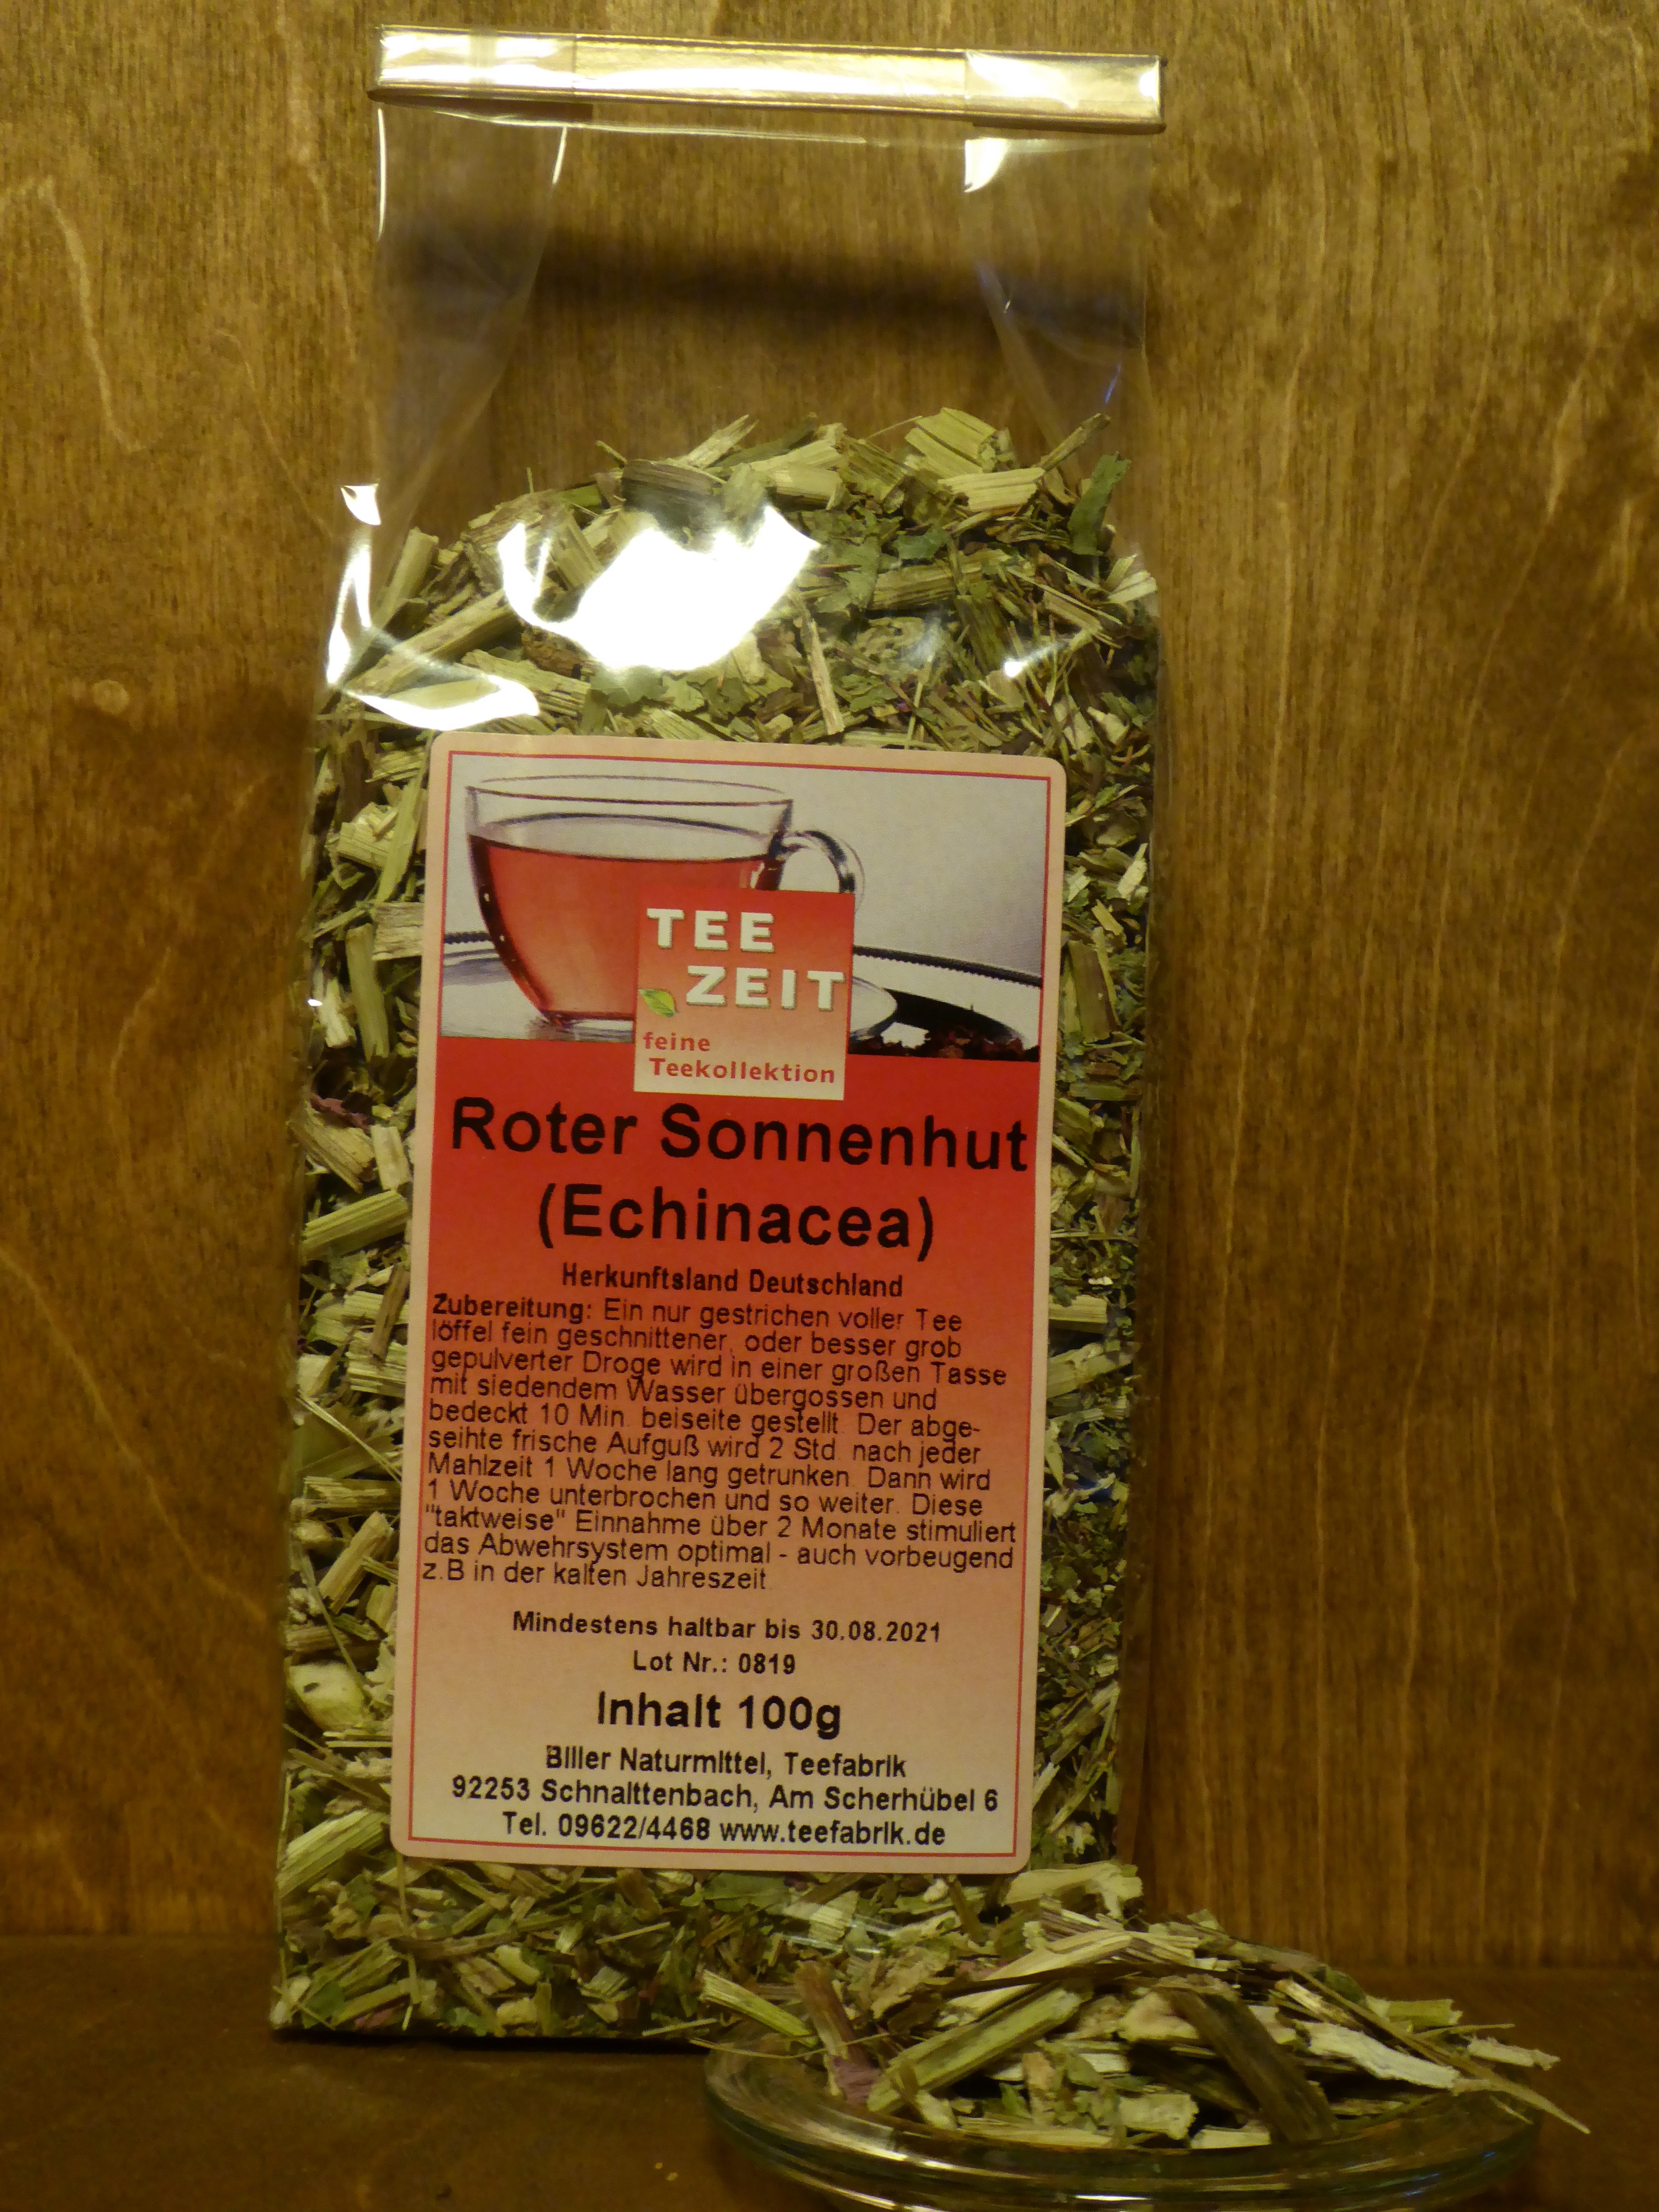 TEE
ZEIT
feine
Teekollektion
Roter Sonnenhut
(Echinacea)
Herkunftsland Deutschland
Zubereitung: Ein nur gestrichen voller Tee
löffel fein geschnittener, oder besser grob
gepulverter Droge wird in einer großen Tasse
mit siedendem Wasser übergossen und
bedeckt 10 Min. beiseite gestellt. Der abge-
seihte frische Aufguß wird 2 Std. nach jeder
Mahlzeit 1 Woche lang getrunken. Dann wird
1 Woche unterbrochen und so weiter. Diese
"taktweise" Einnahme über 2 Monate stimuliert
das Abwehrsystem optimal - auch vorbeugend
z.B in der kalten Jahreszeit.
Mindestens haltbar bis 30.08.2021
Lot Nr.: 0819
Inhalt 100g
Biller Naturmittel, Teefabrik
92253 Schnaittenbach, Am Scherhübel 6
Tel. 09622/4468 www.teefabrik.de